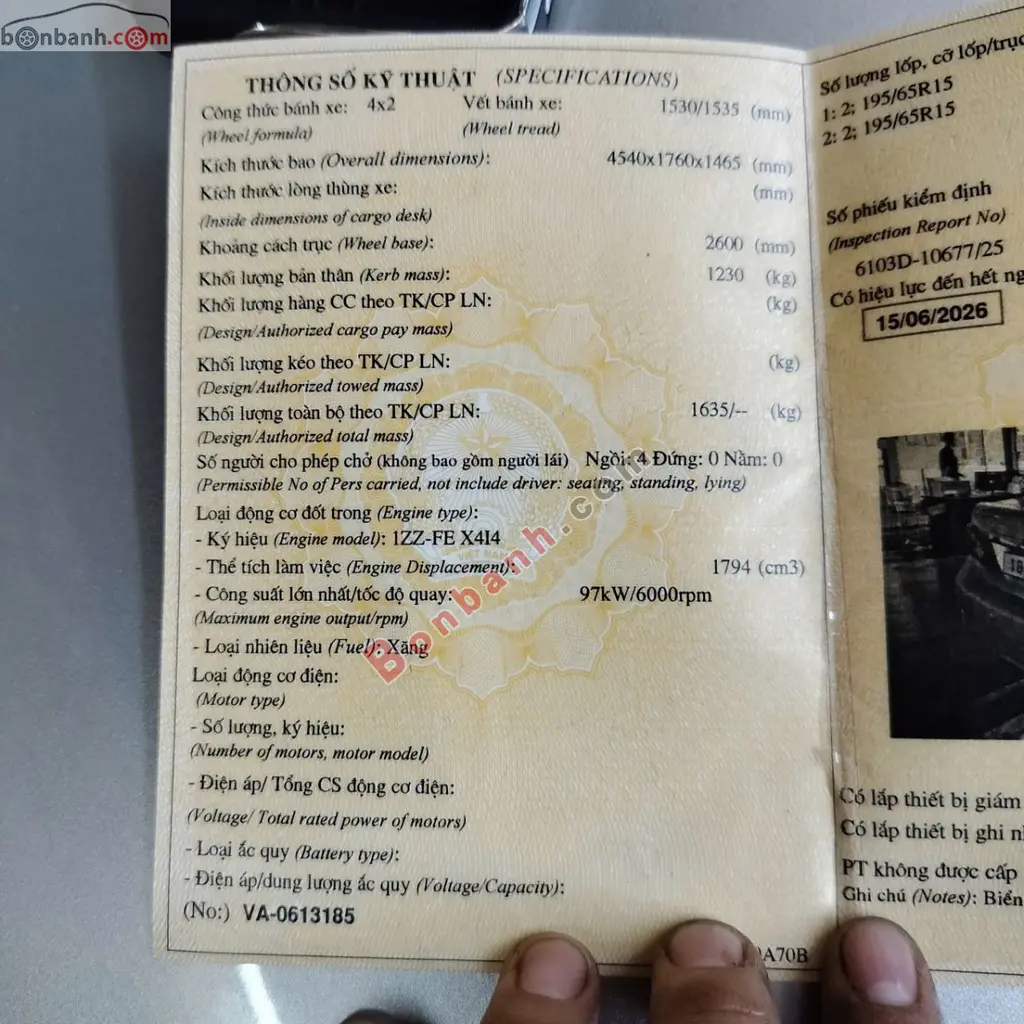 bonbanh.com
THÔNG SỐ KỸ THUẬT (SPECIFICATIONS)
Công thức bánh xe: 4x2 Vết bánh xe: 1530/1535 (mm)
(Wheel formula) (Wheel tread)
Kích thước bao (Overall dimensions): 4540x1760x1465 (mm)
Kích thước lòng thùng xe: (mm)
(Inside dimensions of cargo desk)
Khoảng cách trục (Wheel base): 2600 (mm)
Khối lượng bản thân (Kerb mass): 1230 (kg)
Khối lượng hàng CC theo TK/CP LN: (kg)
(Design/Authorized cargo pay mass)
Khối lượng kéo theo TK/CP LN: (kg)
(Design/Authorized towed mass)
Khối lượng toàn bộ theo TK/CP LN: 1635/-- (kg)
(Design/Authorized total mass)
Số người cho phép chở (không bao gồm người lái) Ngồi: 4 Đứng: 0 Nằm: 0
(Permissible No of Pers carried, not include driver: seating, standing, lying)
Loại động cơ đốt trong (Engine type):
- Ký hiệu (Engine model): 1ZZ-FE X4I4
- Thể tích làm việc (Engine Displacement): 1794 (cm3)
- Công suất lớn nhất/tốc độ quay: 97kW/6000rpm
(Maximum engine output/rpm)
- Loại nhiên liệu (Fuel): Xăng
Loại động cơ điện:
(Motor type)
- Số lượng, ký hiệu:
(Number of motors, motor model)
- Điện áp/ Tổng CS động cơ điện:
(Voltage/ Total rated power of motors)
- Loại ắc quy (Battery type):
- Điện áp/dung lượng ắc quy (Voltage/Capacity):
(No:) VA-0613185
A70B
Bonbanh.com
VIỆT NAM
Số lượng lốp, cỡ lốp/trục
1: 2; 195/65R15
2: 2; 195/65R15
Số phiếu kiểm định
(Inspection Report No)
6103D-10677/25
Có hiệu lực đến hết
15/06/2026
Có lắp thiết bị giám
Có lắp thiết bị ghi
PT không được cấp
Ghi chú (Notes): Biển